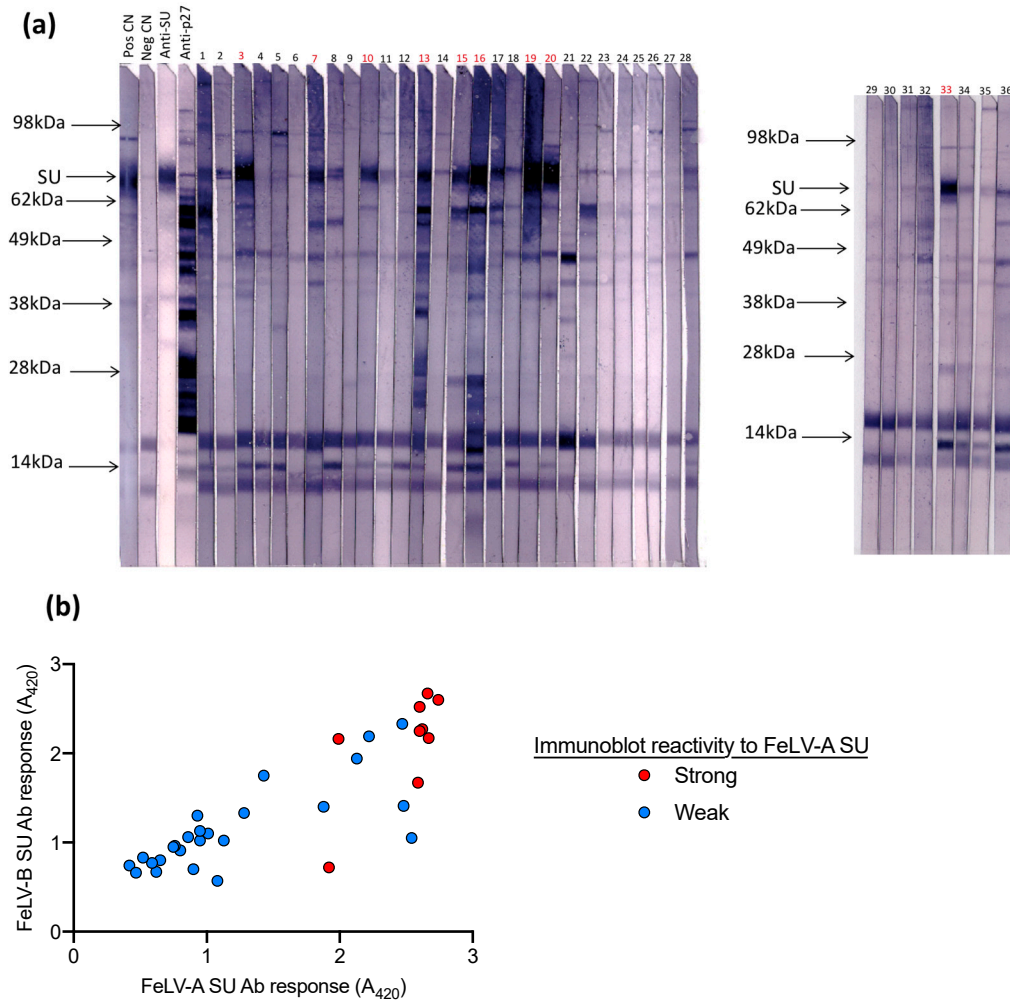 (a)
Pos CN
Neg CN
Anti-SU
Anti-p27
1 2 3 4 5 6 7 8 9 10 11 12 13 14 15 16 17 18 19 20 21 22 23 24 25 26 27 28
98kDa
SU
62kDa
49kDa
38kDa
28kDa
14kDa
29 30 31 32 33 34 35 36
98kDa
SU
62kDa
49kDa
38kDa
28kDa
14kDa
(b)
FeLV-B SU Ab response (A420)
3
2
1
0
0 1 2 3
FeLV-A SU Ab response (A420)
Immunoblot reactivity to FeLV-A SU
Strong
Weak